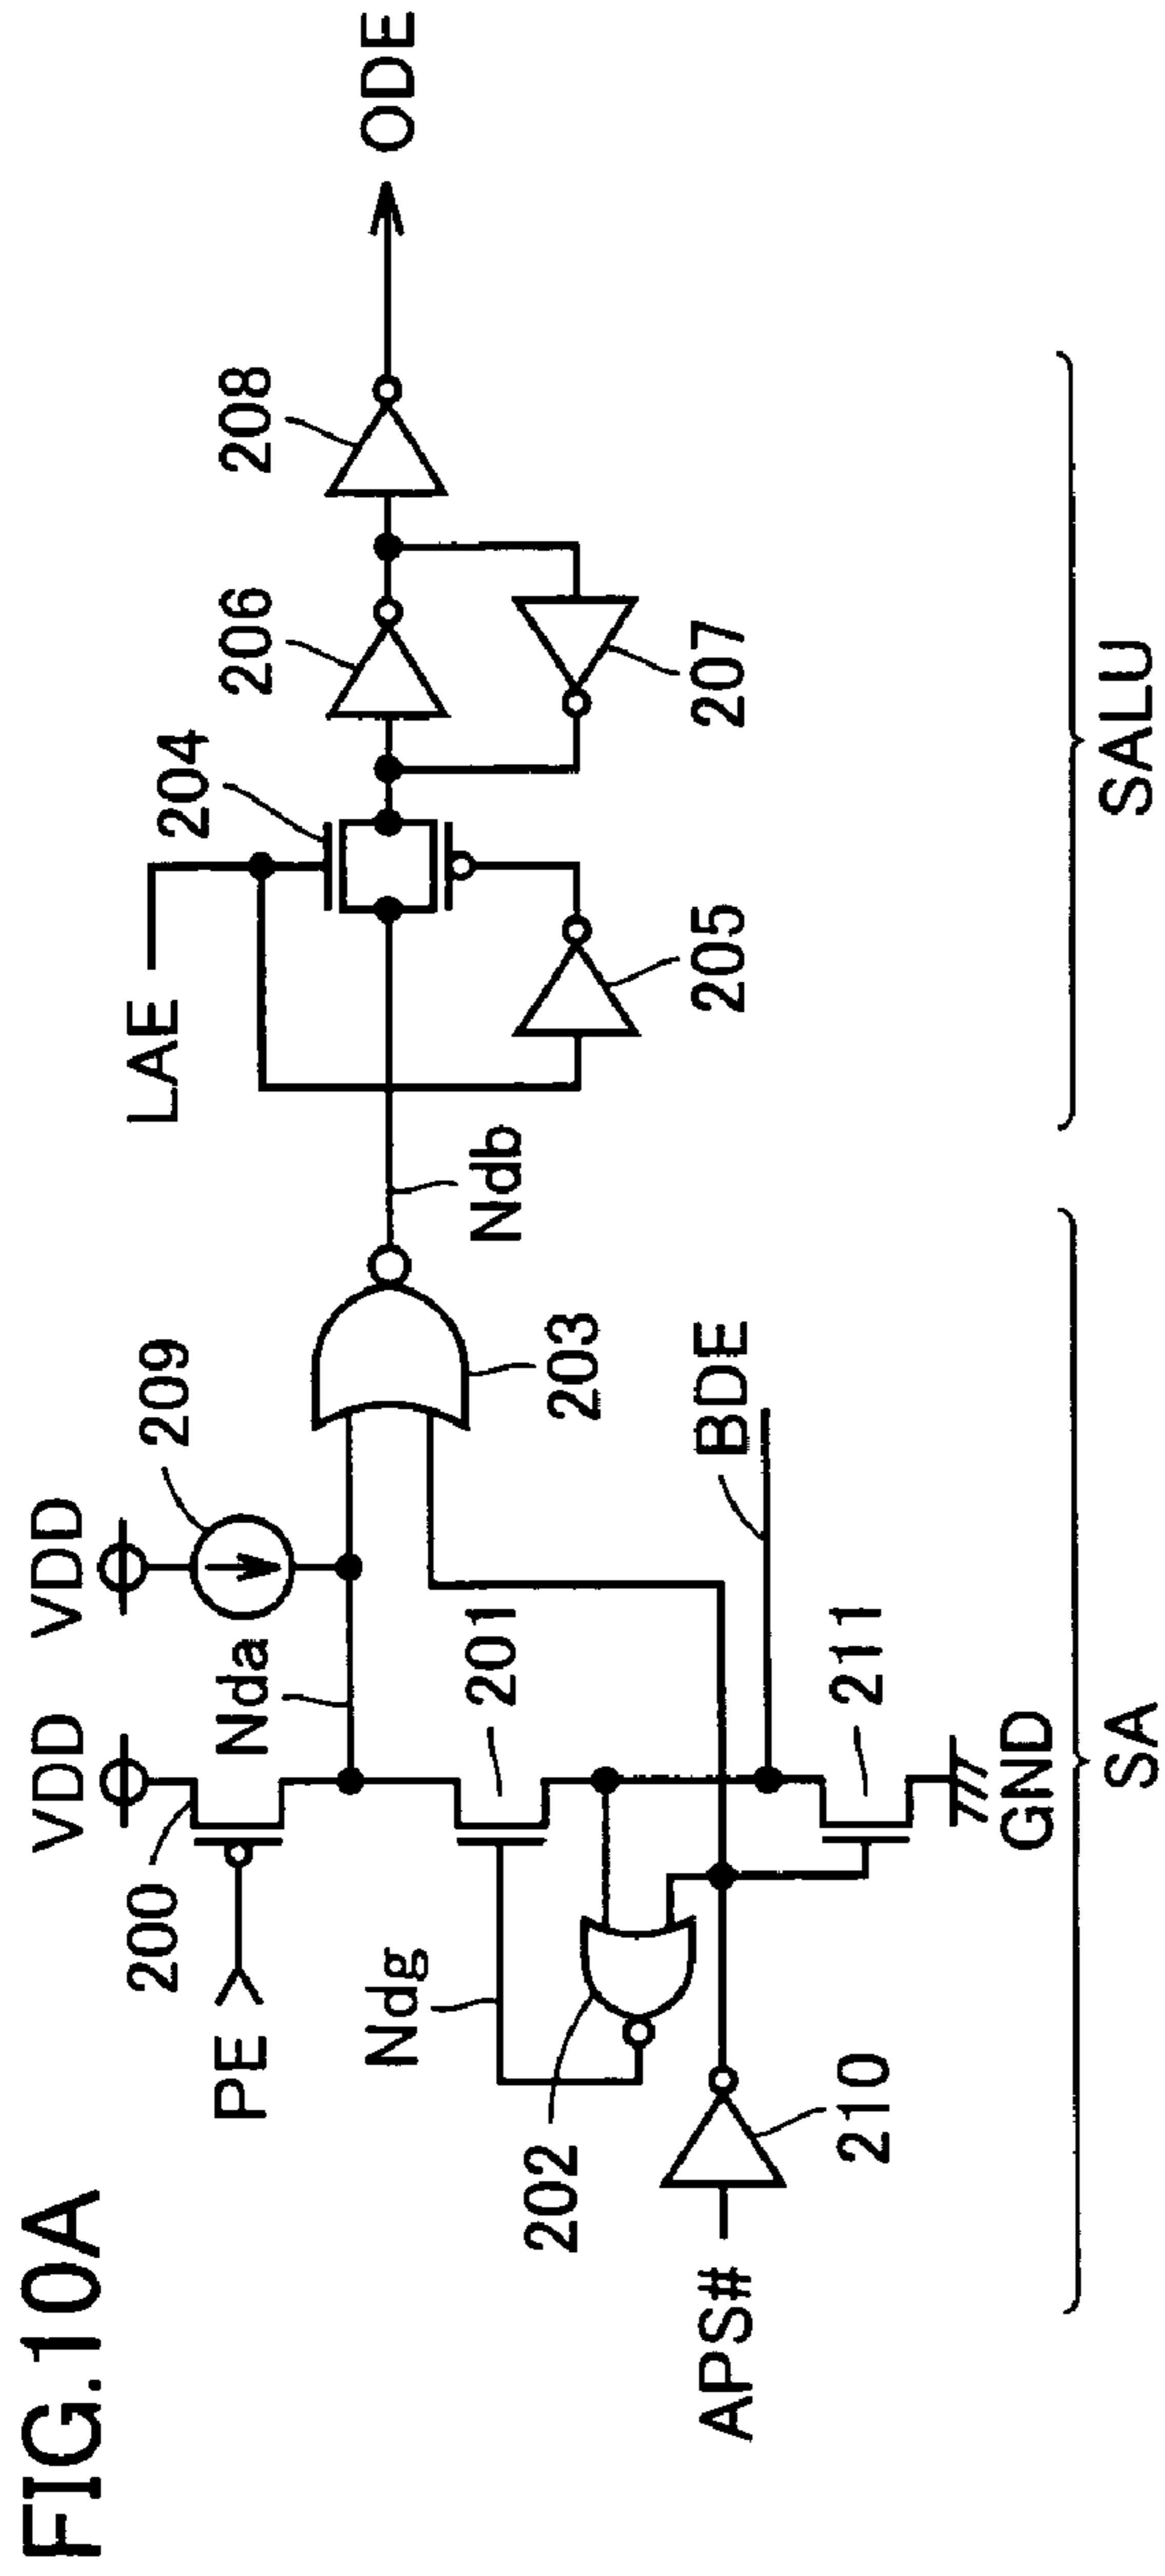 FIG.10A
VDD
VDD
209
200
Nda
PE
LAE
204
206
208
ODE
Ndg
201
203
Ndb
205
207
202
BDE
APS#
210
211
GND
SA
SALU